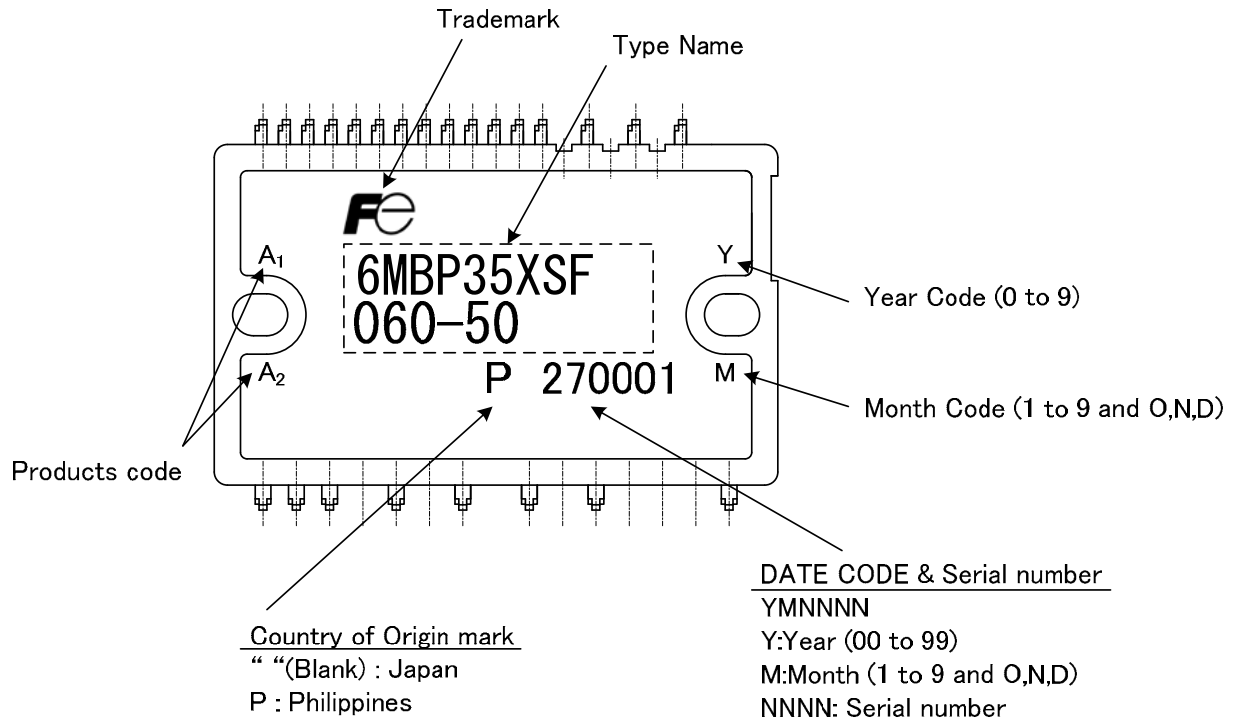 Trademark
Type Name
Fe
A1
Y
6MBP35XSF
060-50
Year Code (0 to 9)
A2
P 270001
M
Month Code (1 to 9 and O,N,D)
Products code
Country of Origin mark
“ “(Blank) : Japan
P : Philippines
DATE CODE & Serial number
YMNNNN
Y:Year (00 to 99)
M:Month (1 to 9 and O,N,D)
NNNN: Serial number